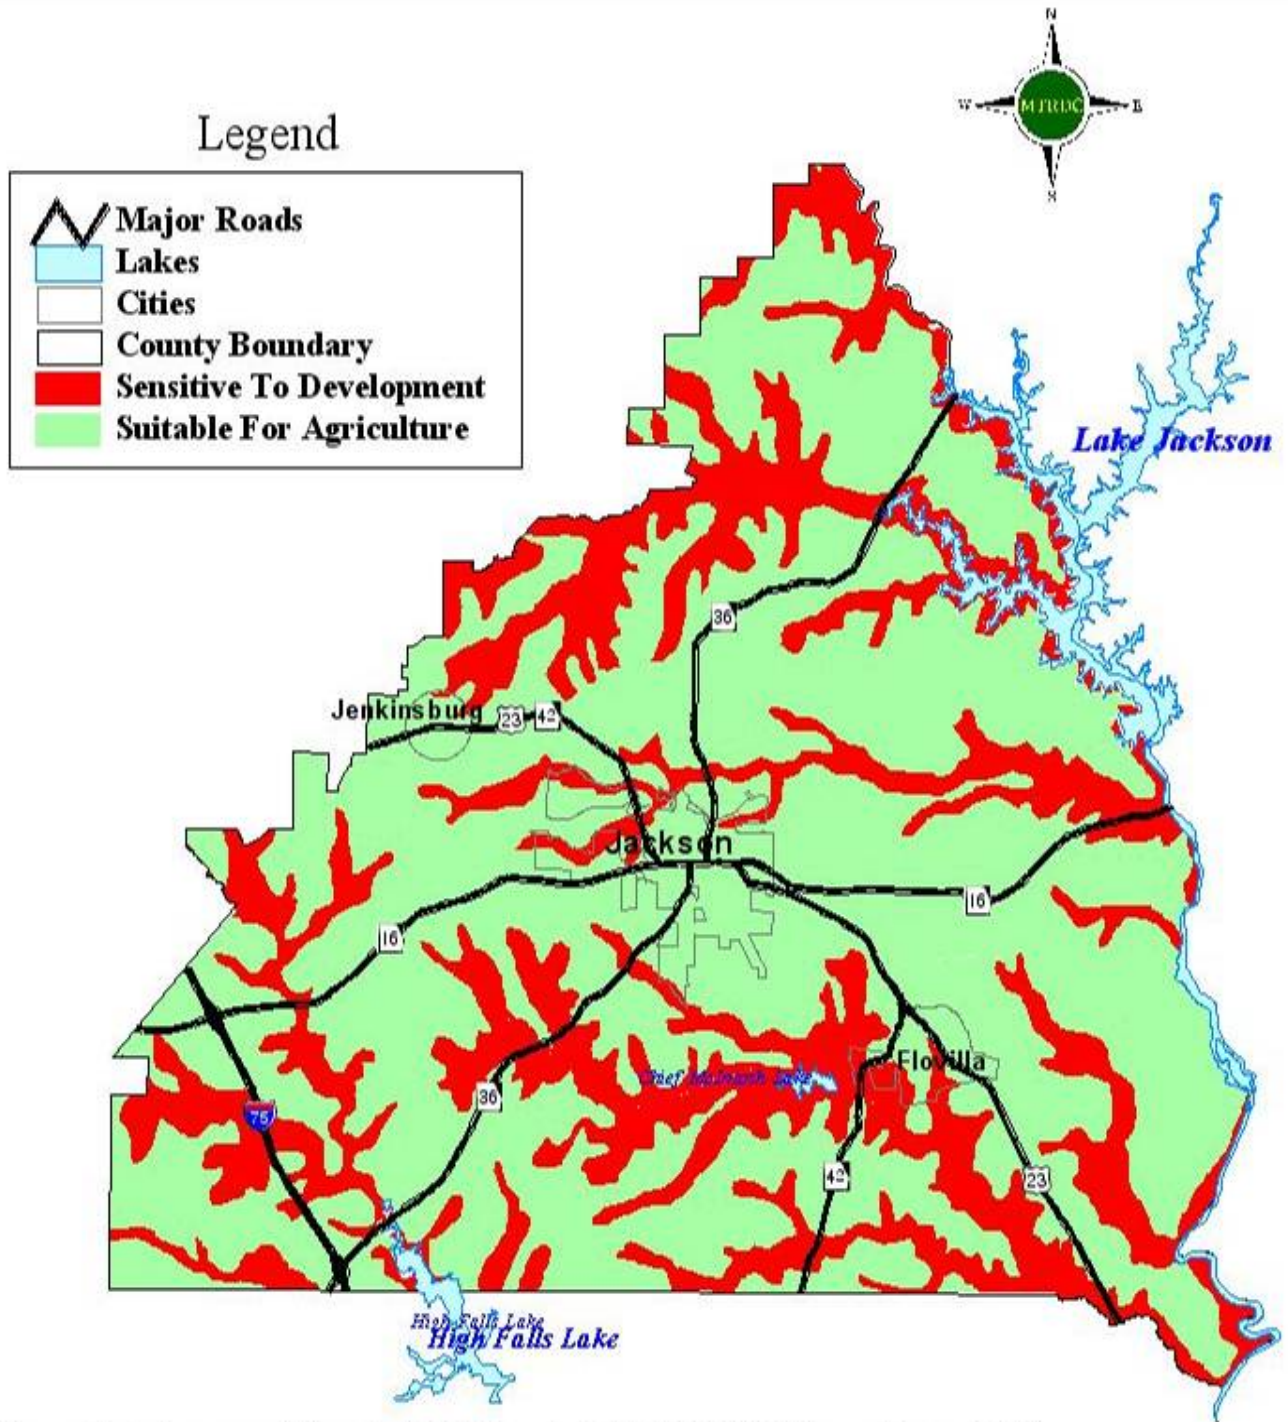 N
W
MTRDC
E
S
Legend
Major Roads
Lakes
Cities
County Boundary
Sensitive To Development
Suitable For Agriculture
Lake Jackson
36
Jenkinsburg
23
42
Jackson
16
16
Flovilla
Lake
36
75
42
23
High Falls Lake
High Falls Lake